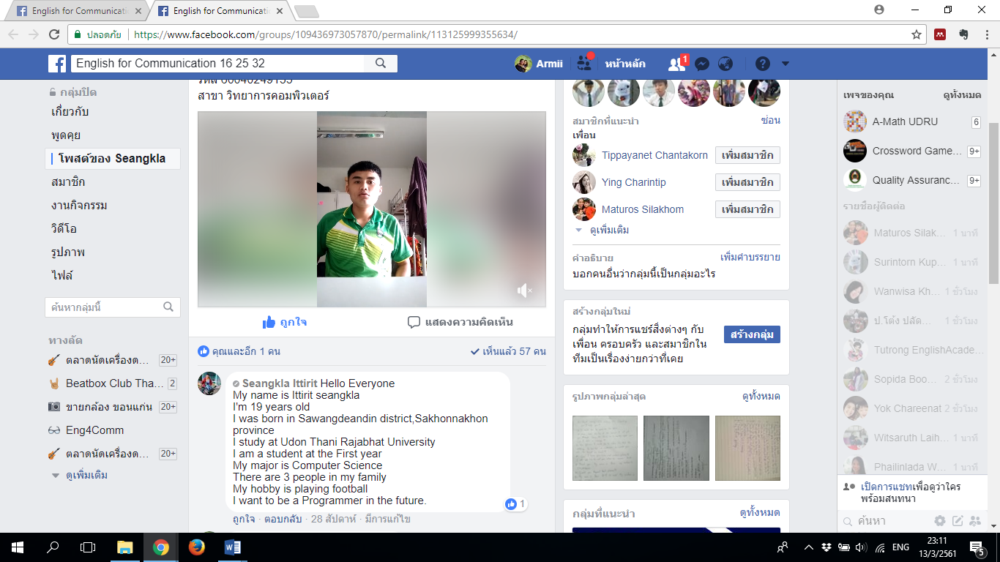 English for Communicatio
English for Communicatio
ปลอดภัย
https://www.facebook.com/groups/109436973057870/permalink/113125999355634/
English for Communication 16 25 32
Armii
หน้าหลัก
1
กลุ่มปิด
เกี่ยวกับ
พูดคุย
โพสต์ของ Seangkla
สมาชิก
งานกิจกรรม
วิดีโอ
รูปภาพ
ไฟล์
ค้นหากลุ่มนี้
ทางลัด
ตลาดนัดเครื่องด... 20+
Beatbox Club Tha... 2
ขายกล้อง ขอนแก่น 20+
Eng4Comm
ตลาดนัดเครื่องด... 20+
ดูเพิ่มเติม
สาขา วิทยาการคอมพิวเตอร์
ถูกใจ
แสดงความคิดเห็น
คุณและอีก 1 คน
เห็นแล้ว 57 คน
Seangkla Ittirit Hello Everyone
My name is Ittirit seangkla
I'm 19 years old
I was born in Sawangdeandin district,Sakhonnakhon
province
I study at Udon Thani Rajabhat University
I am a student at the First year
My major is Computer Science
There are 3 people in my family
My hobby is playing football
I want to be a Programmer in the future.
1
ถูกใจ · ตอบกลับ · 28 สัปดาห์ · มีการแก้ไข
สมาชิกที่แนะนำ
ซ่อน
เพื่อน
Tippayanet Chantakorn เพิ่มสมาชิก
Ying Charintip เพิ่มสมาชิก
Maturos Silakhom เพิ่มสมาชิก
ดูเพิ่มเติม
คำอธิบาย
เพิ่มคำบรรยาย
บอกคนอื่นว่ากลุ่มนี้เป็นกลุ่มอะไร
สร้างกลุ่มใหม่
กลุ่มทำให้การแชร์สิ่งต่างๆ กับ
เพื่อน ครอบครัว และสมาชิกใน
ทีมเป็นเรื่องง่ายกว่าที่เคย
สร้างกลุ่ม
รูปภาพกลุ่มล่าสุด
ดูทั้งหมด
กลุ่มที่แนะนำ
ดูทั้งหมด
เพจของคุณ
ดูทั้งหมด
A-Math UDRU 6
Crossword Game... 9+
Quality Assuranc... 9+
รายชื่อผู้ติดต่อ
Maturos Silak... 1 นาที
Surintorn Kup... 1 นาที
Wanwisa Kh... 1 ชั่วโมง
ป.โต้ง ปลัด... 1 ชั่วโมง
Tutrong EnglishAcade...
Sopida Boo... 2 ชั่วโมง
Yok Chareenat 2 ชั่วโมง
Witsaruth Laih... 1 นาที
Phailinlada W... 1 นาที
เปิดการแชทเพื่อดูว่าใคร
พร้อมสนทนา
ค้นหา
ENG
23:11
13/3/2561
5